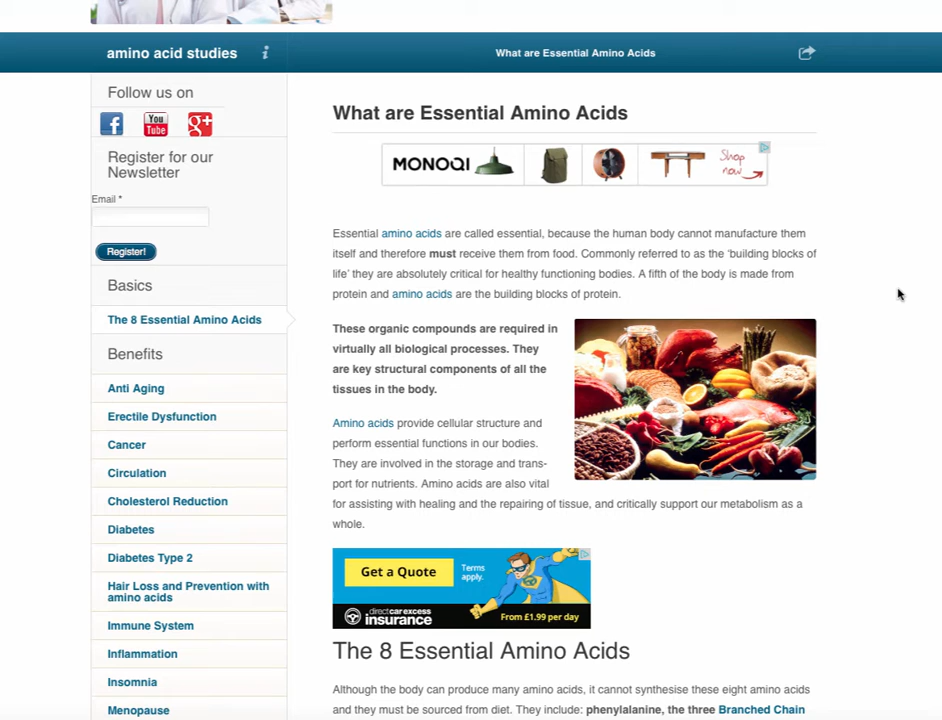 amino acid studies
What are Essential Amino Acids
Follow us on
You
Tube
g+
Register for our
Newsletter
Email *
Register!
Basics
The 8 Essential Amino Acids
Benefits
Anti Aging
Erectile Dysfunction
Cancer
Circulation
Cholesterol Reduction
Diabetes
Diabetes Type 2
Hair Loss and Prevention with
amino acids
Immune System
Inflammation
Insomnia
Menopause
What are Essential Amino Acids
MONOQI
Shop
now
Essential amino acids are called essential, because the human body cannot manufacture them
itself and therefore must receive them from food. Commonly referred to as the ‘building blocks of
life’ they are absolutely critical for healthy functioning bodies. A fifth of the body is made from
protein and amino acids are the building blocks of protein.
These organic compounds are required in
virtually all biological processes. They
are key structural components of all the
tissues in the body.
Amino acids provide cellular structure and
perform essential functions in our bodies.
They are involved in the storage and trans-
port for nutrients. Amino acids are also vital
for assisting with healing and the repairing of tissue, and critically support our metabolism as a
whole.
Get a Quote
Terms
apply.
directcarexcess
insurance
From £1.99 per day
The 8 Essential Amino Acids
Although the body can produce many amino acids, it cannot synthesise these eight amino acids
and they must be sourced from diet. They include: phenylalanine, the three Branched Chain